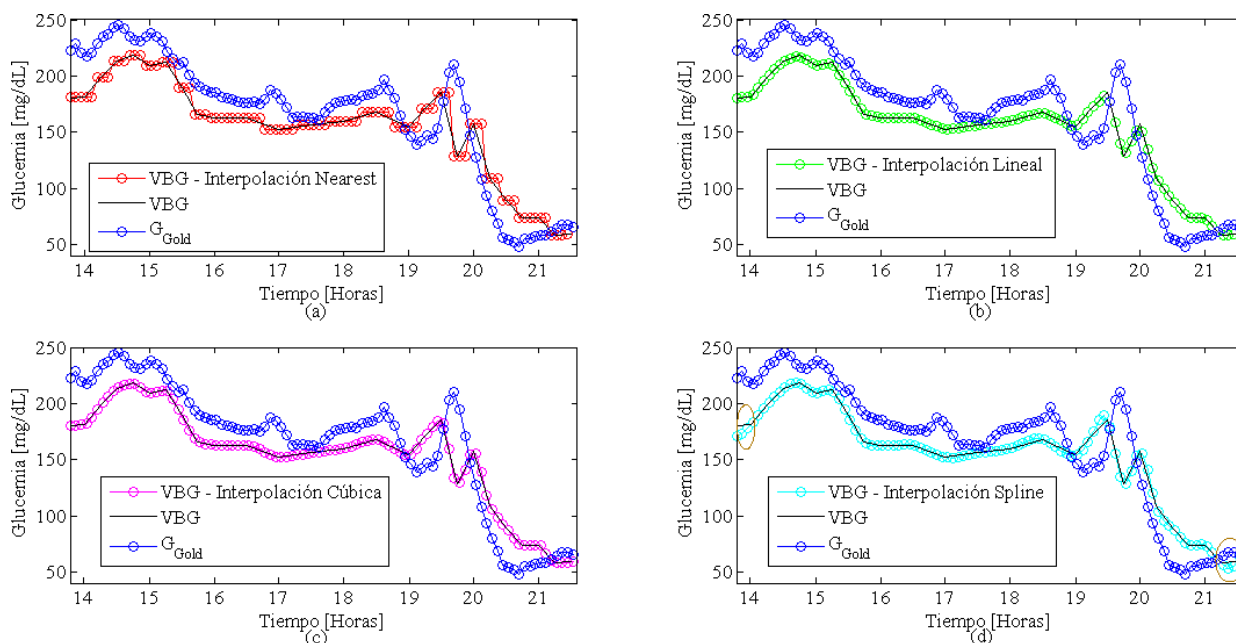 250
200
150
100
50
Glucemia [mg/dL]
VBG - Interpolación Nearest
VBG
G_Gold
14 15 16 17 18 19 20 21
Tiempo [Horas]
(a)
250
200
150
100
50
Glucemia [mg/dL]
VBG - Interpolación Lineal
VBG
G_Gold
14 15 16 17 18 19 20 21
Tiempo [Horas]
(b)
250
200
150
100
50
Glucemia [mg/dL]
VBG - Interpolación Cúbica
VBG
G_Gold
14 15 16 17 18 19 20 21
Tiempo [Horas]
(c)
250
200
150
100
50
Glucemia [mg/dL]
VBG - Interpolación Spline
VBG
G_Gold
14 15 16 17 18 19 20 21
Tiempo [Horas]
(d)